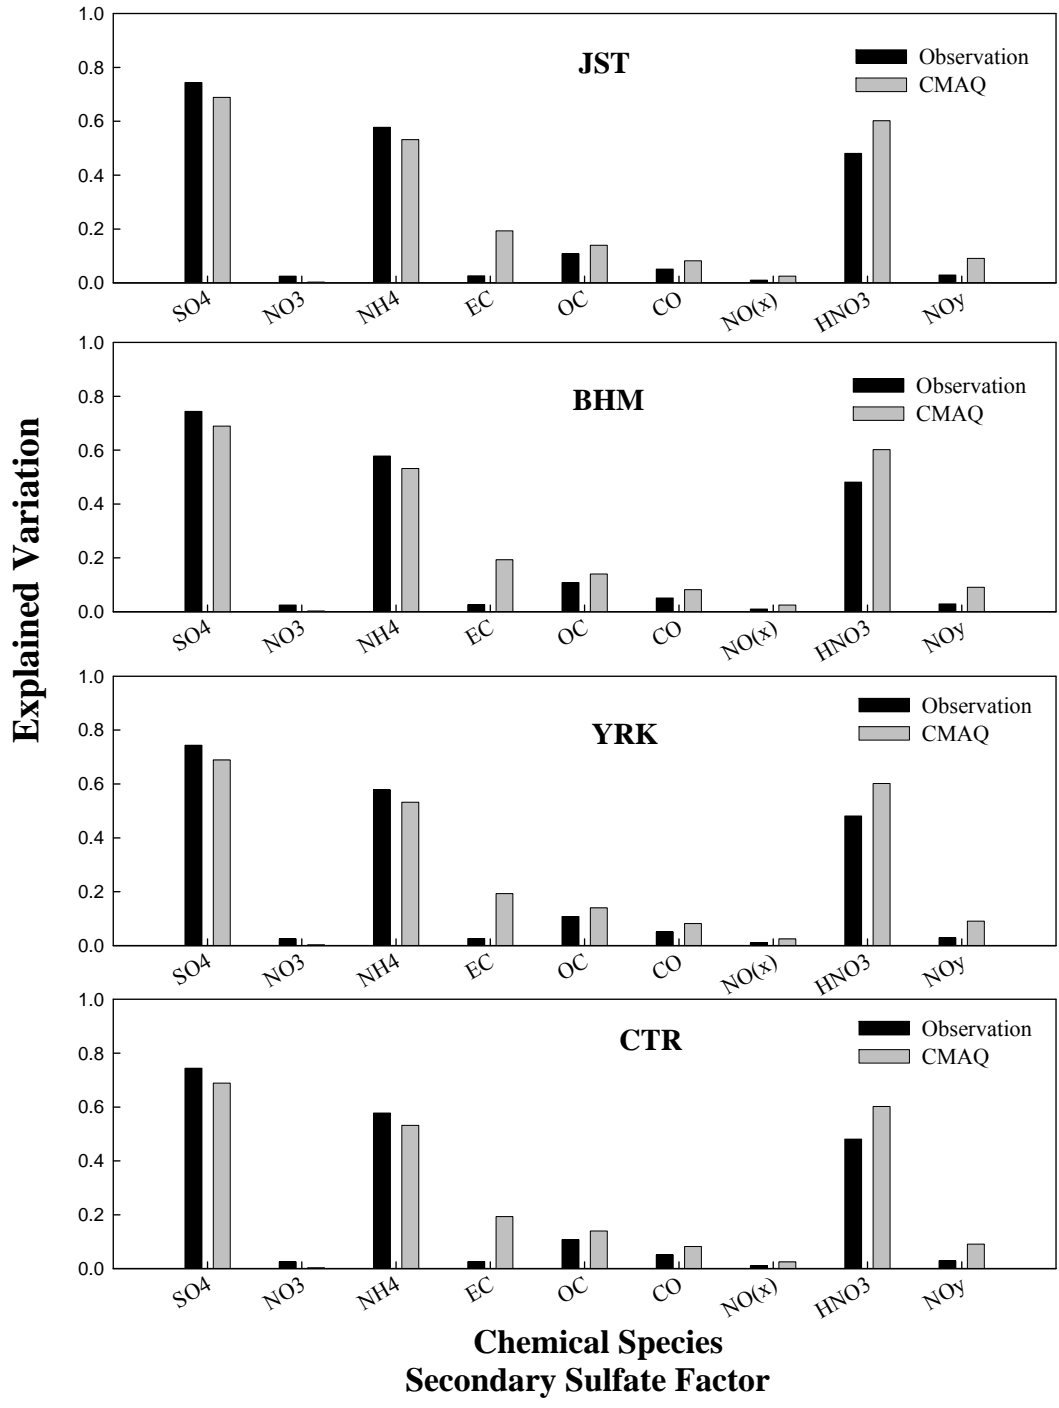 Explained Variation
1.0
0.8
0.6
0.4
0.2
0.0
JST
Observation
CMAQ
SO4 NO3 NH4 EC OC CO NO(x) HNO3 NOy
1.0
0.8
0.6
0.4
0.2
0.0
BHM
Observation
CMAQ
SO4 NO3 NH4 EC OC CO NO(x) HNO3 NOy
1.0
0.8
0.6
0.4
0.2
0.0
YRK
Observation
CMAQ
SO4 NO3 NH4 EC OC CO NO(x) HNO3 NOy
1.0
0.8
0.6
0.4
0.2
0.0
CTR
Observation
CMAQ
SO4 NO3 NH4 EC OC CO NO(x) HNO3 NOy
Chemical Species
Secondary Sulfate Factor